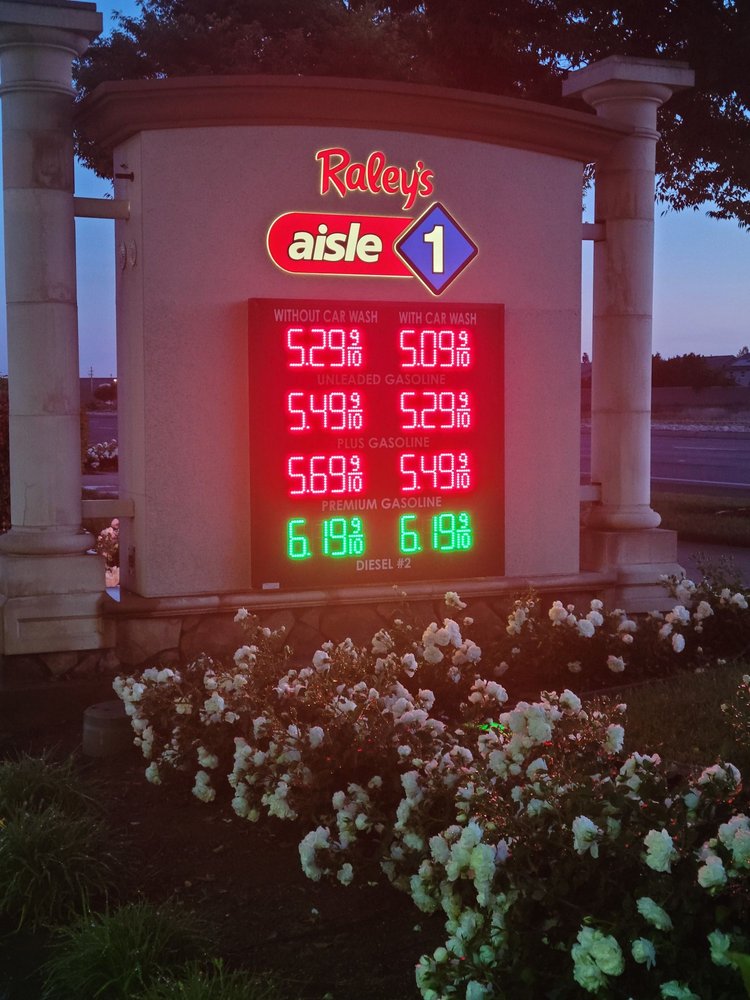 Raley's
aisle 1
WITHOUT CAR WASH WITH CAR WASH
5.29 9/10 5.09 9/10
UNLEADED GASOLINE
5.49 9/10 5.29 9/10
PLUS GASOLINE
5.69 9/10 5.49 9/10
PREMIUM GASOLINE
6.19 9/10 6.19 9/10
DIESEL #2